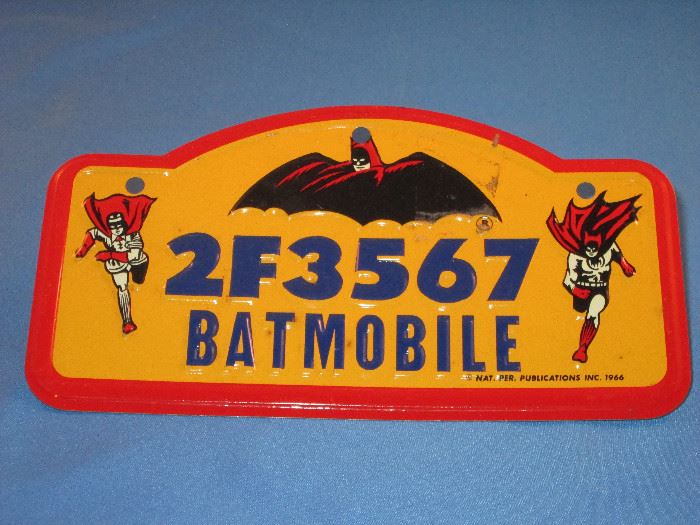 ®
2F3567
BATMOBILE
© NAT. PER. PUBLICATIONS INC. 1966